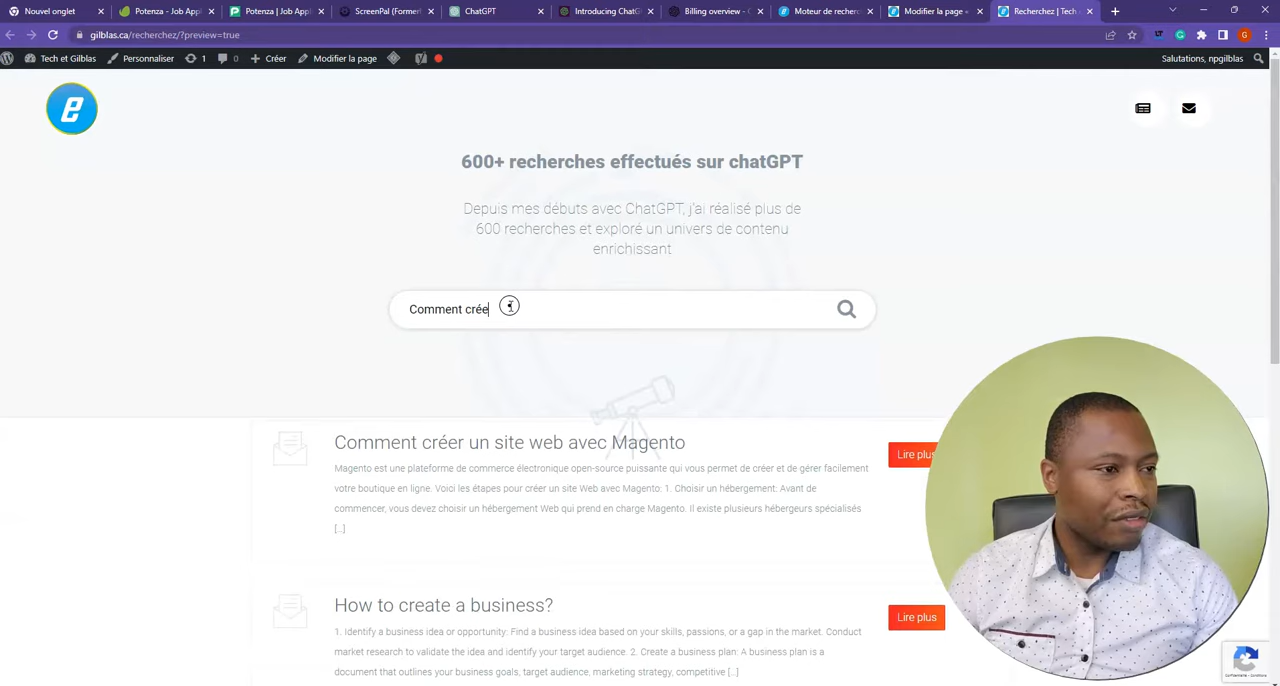 Nouvel onglet
Potenza - Job Appl
Potenza | Job Appl
ScreenPal (Former
ChatGPT
Introducing ChatG
Billing overview -
Moteur de recherc
Modifier la page «
Recherchez | Tech
gilblas.ca/recherchez/?preview=true
Tech et Gilblas
Personnaliser
1
0
Créer
Modifier la page
Salutations, npgilblas
e
600+ recherches effectués sur chatGPT
Depuis mes débuts avec ChatGPT, j'ai réalisé plus de
600 recherches et exploré un univers de contenu
enrichissant
Comment crée
Comment créer un site web avec Magento
Magento est une plateforme de commerce électronique open-source puissante qui vous permet de créer et de gérer facilement
votre boutique en ligne. Voici les étapes pour créer un site Web avec Magento: 1. Choisir un hébergement: Avant de
commencer, vous devez choisir un hébergement Web qui prend en charge Magento. Il existe plusieurs hébergeurs spécialisés
[...]
Lire plus
How to create a business?
1. Identify a business idea or opportunity: Find a business idea based on your skills, passions, or a gap in the market. Conduct
market research to validate the idea and identify your target audience. 2. Create a business plan: A business plan is a
document that outlines your business goals, target audience, marketing strategy, competitive [...]
Lire plus